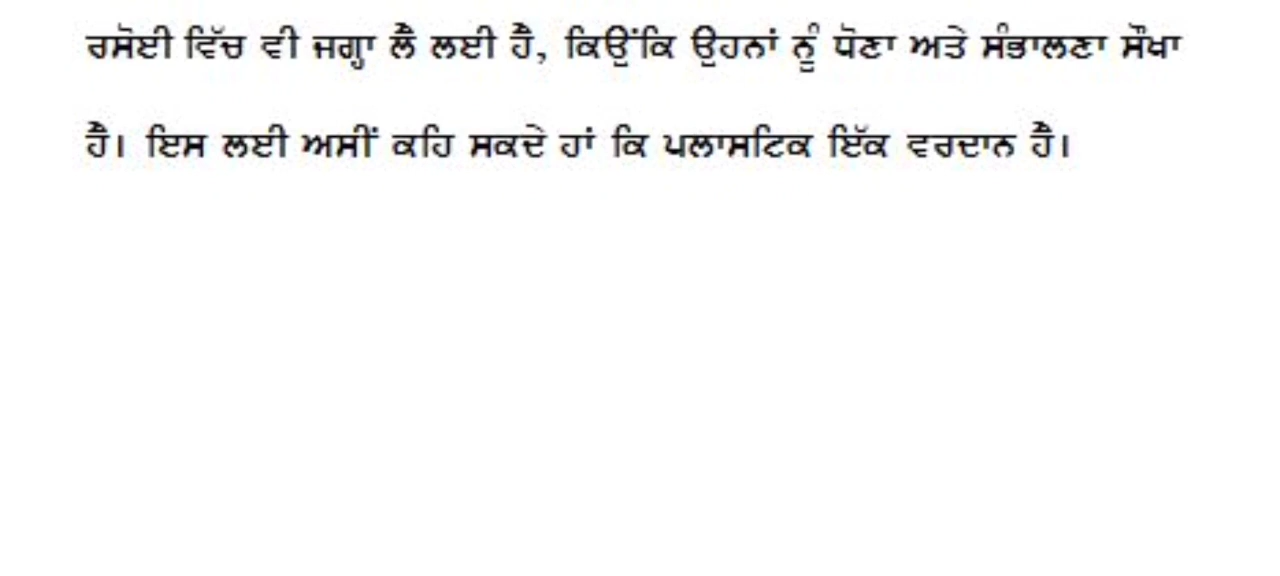 ਰਸੋਈ ਵਿੱਚ ਵੀ ਜਗ੍ਹਾ ਲੈ ਲਈ ਹੈ, ਕਿਉਂਕਿ ਉਹਨਾਂ ਨੂੰ ਧੋਣਾ ਅਤੇ ਸੰਭਾਲਣਾ ਸੌਖਾ
ਹੈ। ਇਸ ਲਈ ਅਸੀਂ ਕਹਿ ਸਕਦੇ ਹਾਂ ਕਿ ਪਲਾਸਟਿਕ ਇੱਕ ਵਰਦਾਨ ਹੈ।